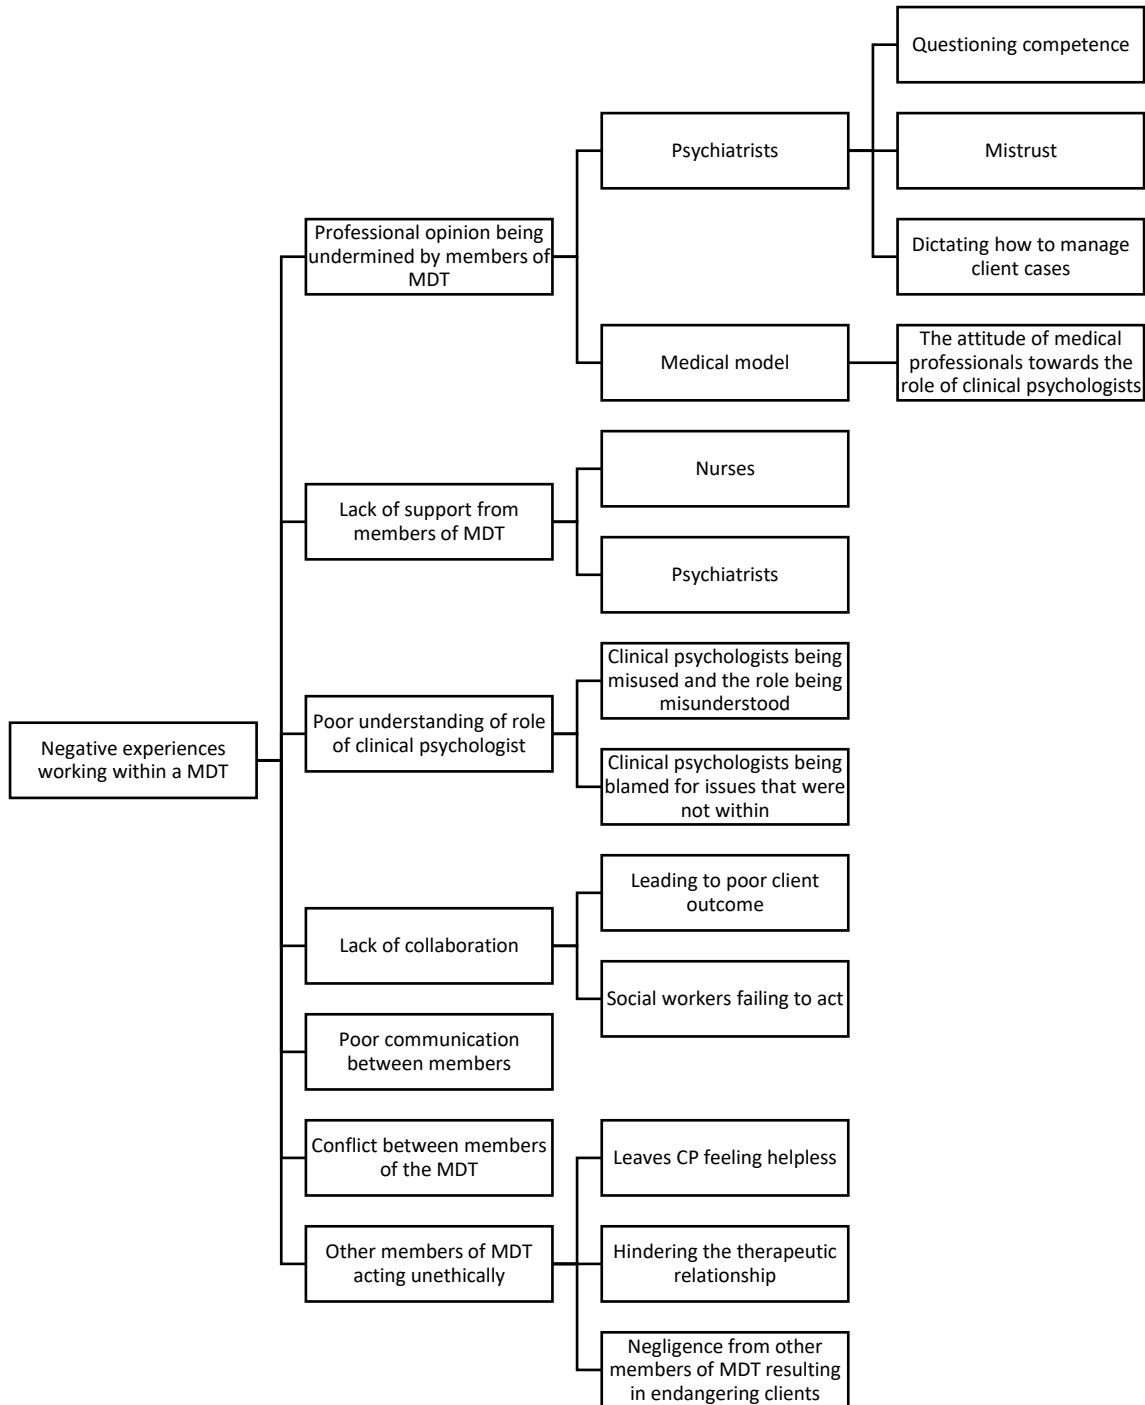 Questioning competence
Psychiatrists
Mistrust
Professional opinion being
undermined by members of
MDT
Dictating how to manage
client cases
Medical model
The attitude of medical
professionals towards the
role of clinical psychologists
Nurses
Lack of support from
members of MDT
Psychiatrists
Clinical psychologists being
misused and the role being
misunderstood
Poor understanding of role
of clinical psychologist
Negative experiences
working within a MDT
Clinical psychologists being
blamed for issues that were
not within
Leading to poor client
outcome
Lack of collaboration
Social workers failing to act
Poor communication
between members
Conflict between members
of the MDT
Leaves CP feeling helpless
Other members of MDT
acting unethically
Hindering the therapeutic
relationship
Negligence from other
members of MDT resulting
in endangering clients